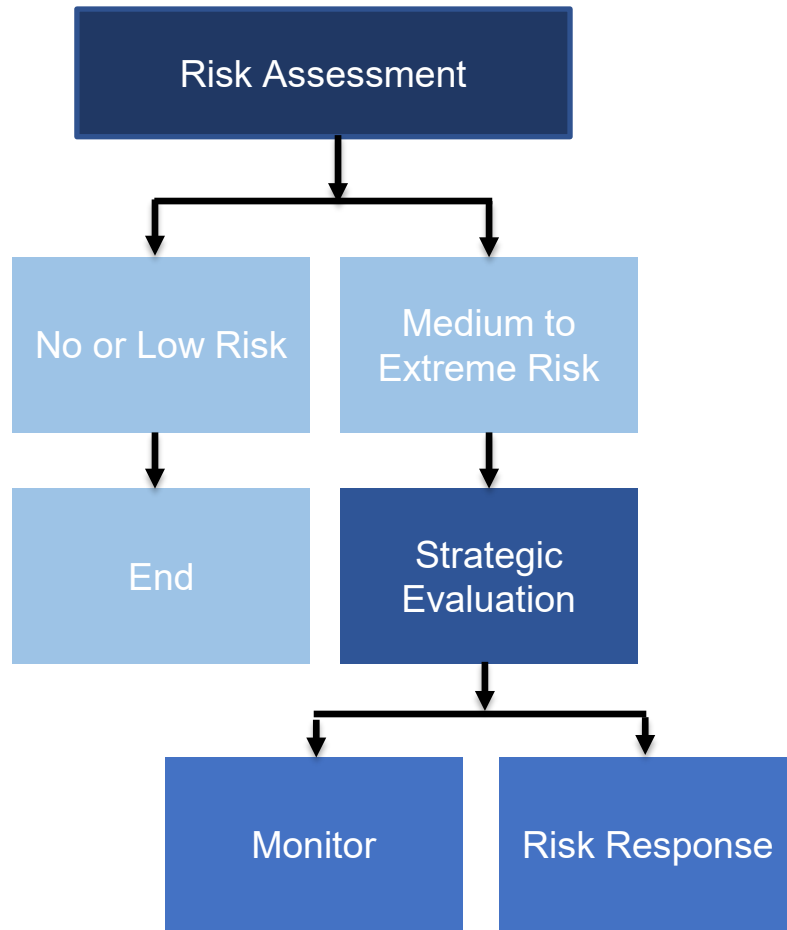 Risk Assessment
No or Low Risk
Medium to
Extreme Risk
End
Strategic
Evaluation
Monitor
Risk Response